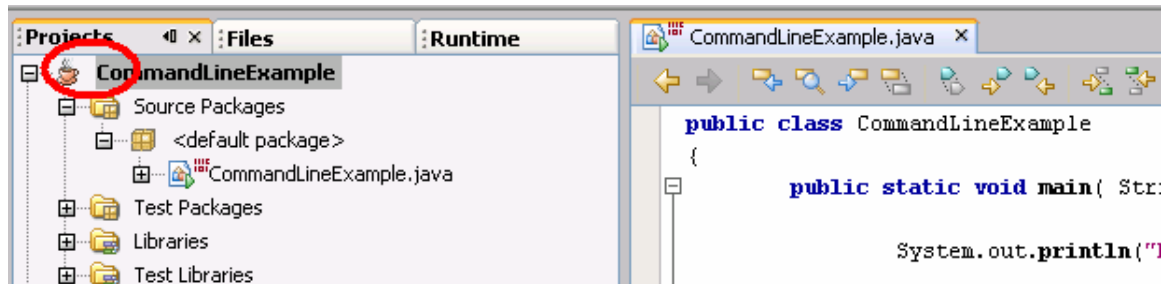 Projects
Files
Runtime
CommandLineExample
Source Packages
<default package>
CommandLineExample.java
Test Packages
Libraries
Test Libraries
CommandLineExample.java
public class CommandLineExample
{
public static void main( Stri
System.out.println("